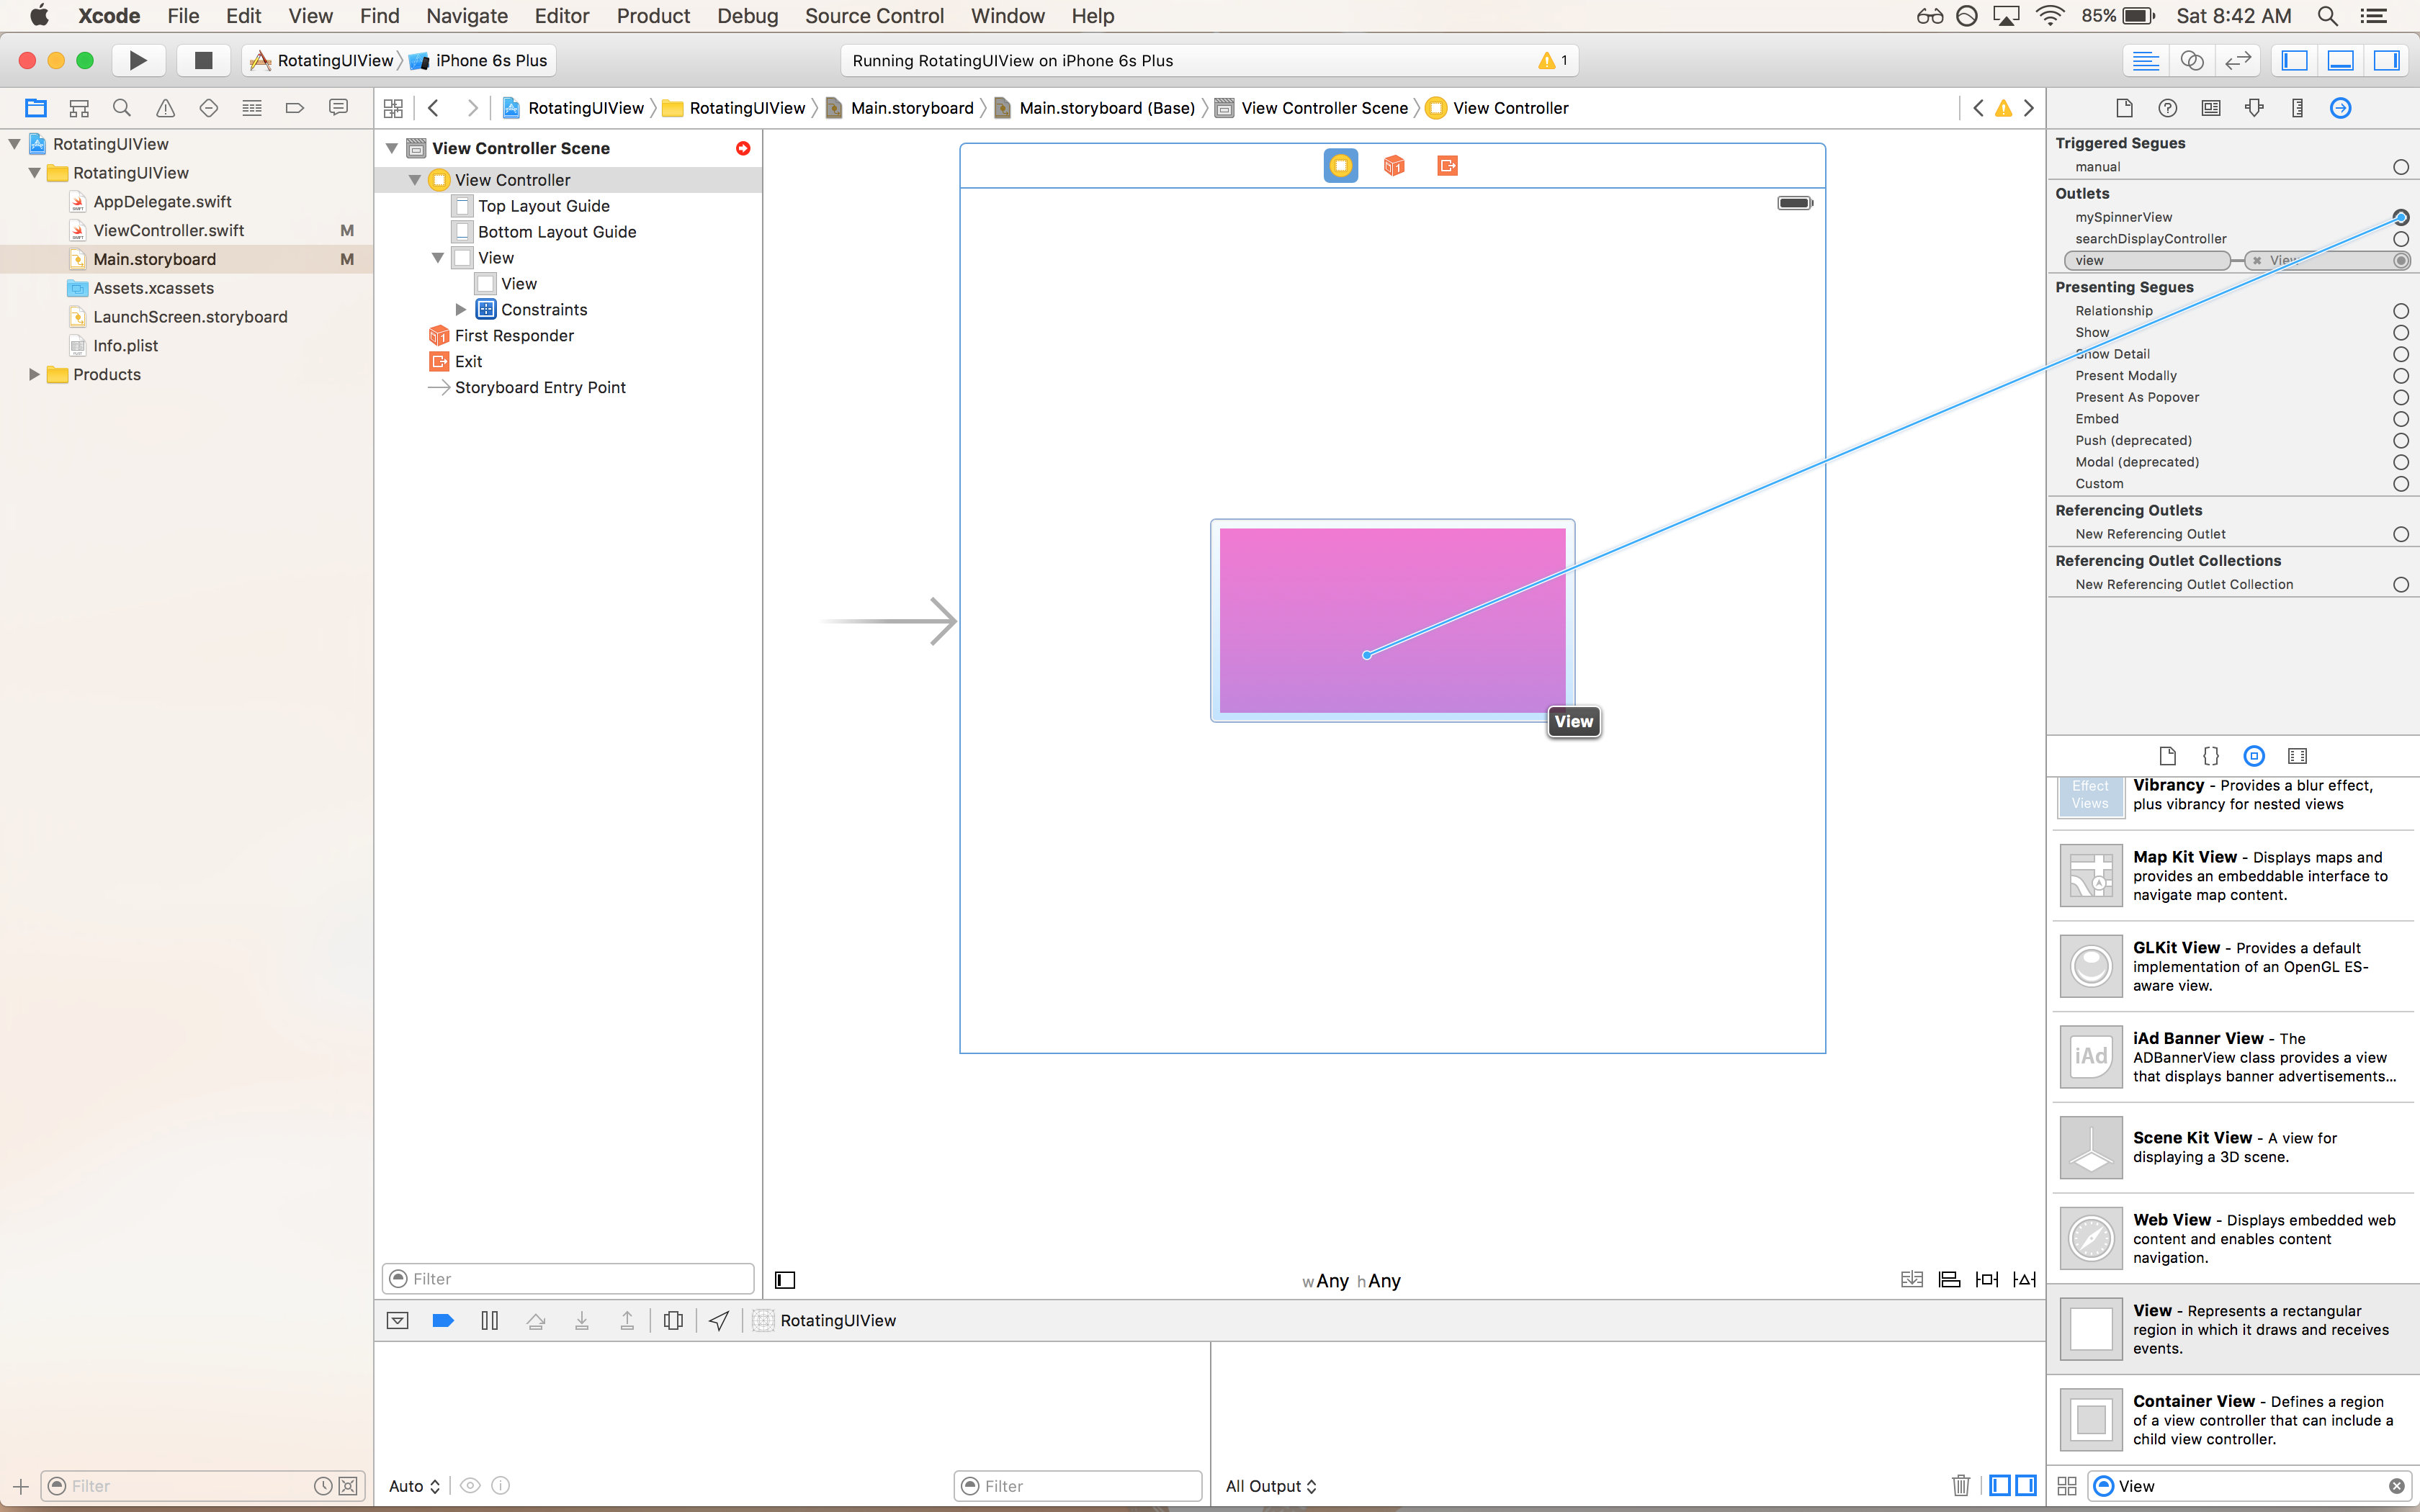 Xcode File Edit View Find Navigate Editor Product Debug Source Control Window Help 85% Sat 8:42 AM
RotatingUIView iPhone 6s Plus Running RotatingUIView on iPhone 6s Plus 1
RotatingUIView RotatingUIView Main.storyboard Main.storyboard (Base) View Controller Scene View Controller
RotatingUIView
RotatingUIView
AppDelegate.swift
ViewController.swift M
Main.storyboard M
Assets.xcassets
LaunchScreen.storyboard
Info.plist
Products
Filter
View Controller Scene
View Controller
Top Layout Guide
Bottom Layout Guide
View
View
Constraints
First Responder
Exit
Storyboard Entry Point
Filter
View
wAny hAny
RotatingUIView
Auto
Filter
All Output
Triggered Segues
manual
Outlets
mySpinnerView
searchDisplayController
view View
Presenting Segues
Relationship
Show
Show Detail
Present Modally
Present As Popover
Embed
Push (deprecated)
Modal (deprecated)
Custom
Referencing Outlets
New Referencing Outlet
Referencing Outlet Collections
New Referencing Outlet Collection
Effect
Views
Vibrancy - Provides a blur effect,
plus vibrancy for nested views
Map Kit View - Displays maps and
provides an embeddable interface to
navigate map content.
GLKit View - Provides a default
implementation of an OpenGL ES-
aware view.
iAd
iAd Banner View - The
ADBannerView class provides a view
that displays banner advertisements...
Scene Kit View - A view for
displaying a 3D scene.
Web View - Displays embedded web
content and enables content
navigation.
View - Represents a rectangular
region in which it draws and receives
events.
Container View - Defines a region
of a view controller that can include a
child view controller.
View